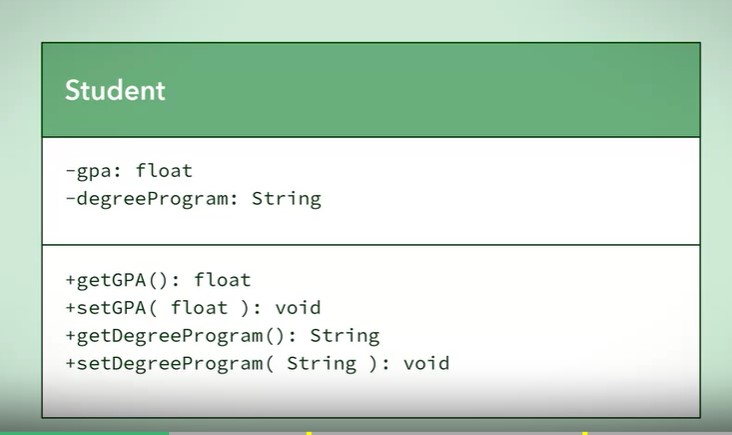 Student
-gpa: float
-degreeProgram: String
+getGPA(): float
+setGPA( float ): void
+getDegreeProgram(): String
+setDegreeProgram( String ): void